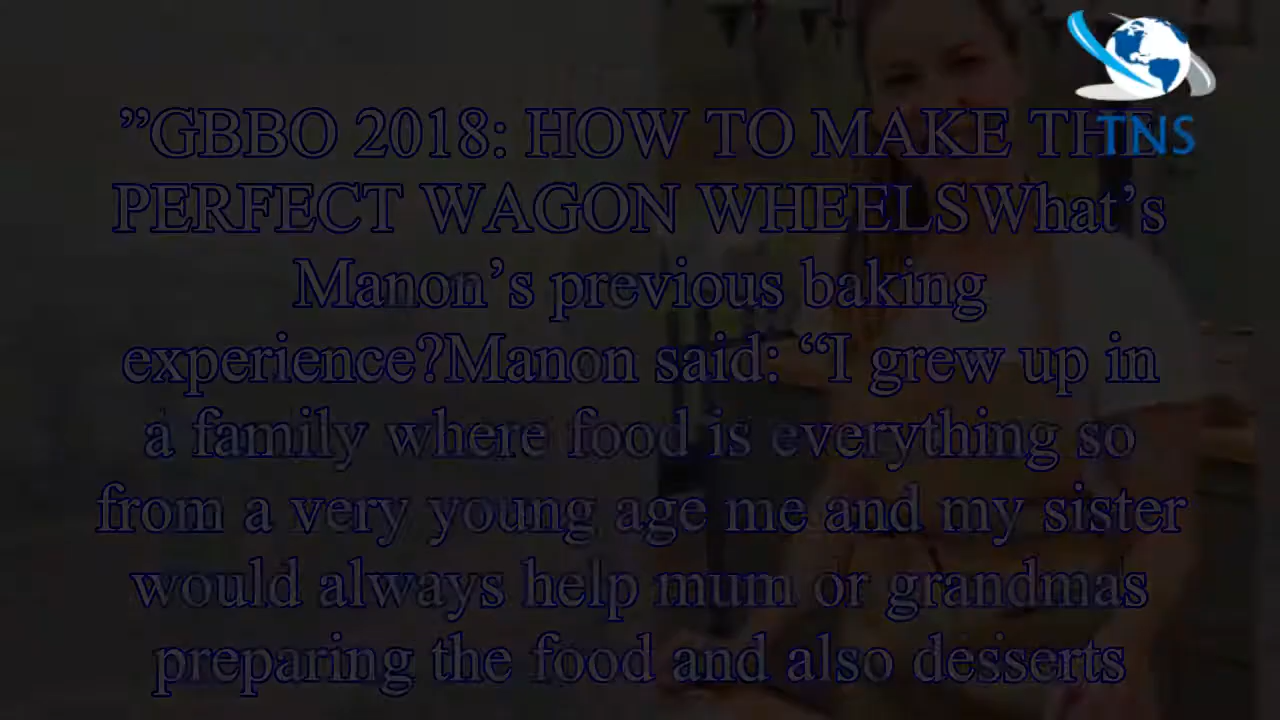 ”GBBO 2018: HOW TO MAKE THE
PERFECT WAGON WHEELSWhat’s
Manon’s previous baking
experience?Manon said: “I grew up in
a family where food is everything so
from a very young age me and my sister
would always help mum or grandmas
preparing the food and also desserts
TNS